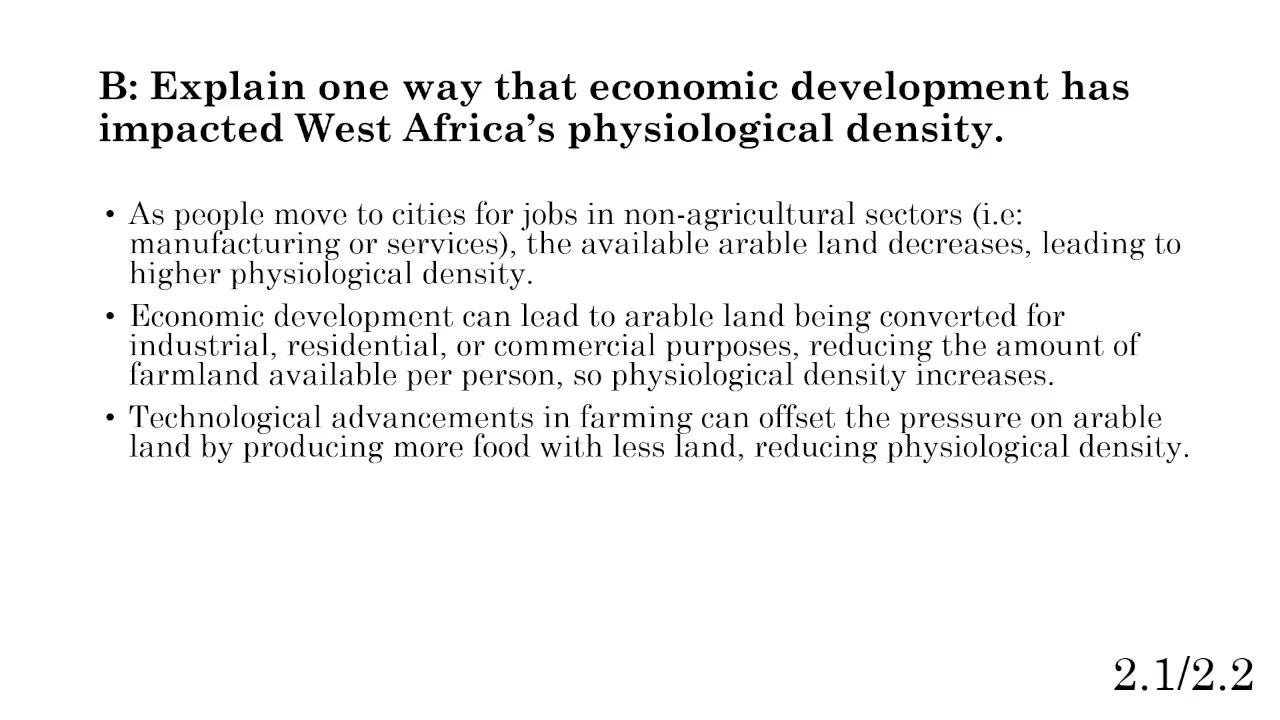 B: Explain one way that economic development has
impacted West Africa’s physiological density.
• As people move to cities for jobs in non-agricultural sectors (i.e:
manufacturing or services), the available arable land decreases, leading to
higher physiological density.
• Economic development can lead to arable land being converted for
industrial, residential, or commercial purposes, reducing the amount of
farmland available per person, so physiological density increases.
• Technological advancements in farming can offset the pressure on arable
land by producing more food with less land, reducing physiological density.
2.1/2.2